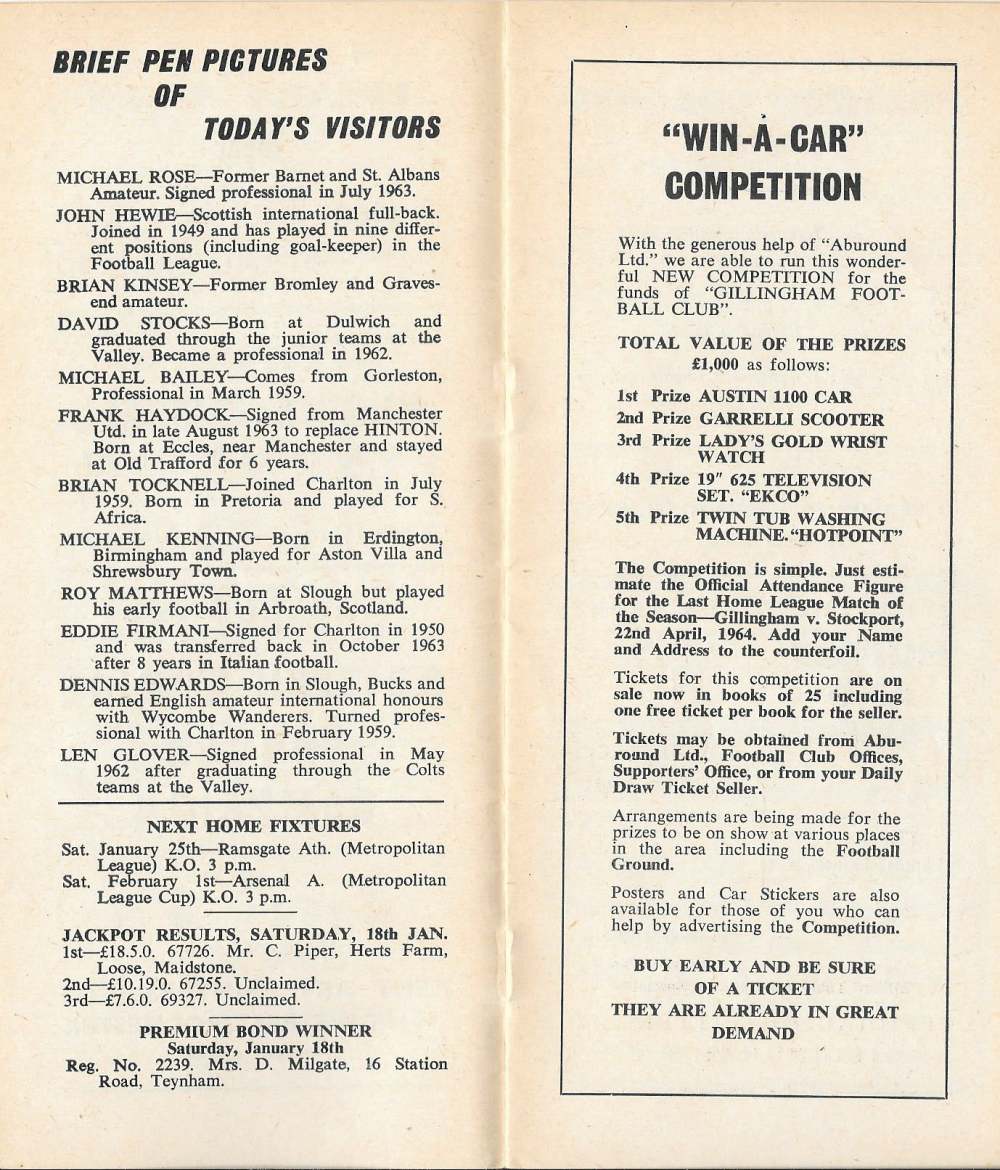 BRIEF PEN PICTURES
OF
TODAY'S VISITORS
MICHAEL ROSE—Former Barnet and St. Albans
Amateur. Signed professional in July 1963.
JOHN HEWIE—Scottish international full-back.
Joined in 1949 and has played in nine differ-
ent positions (including goal-keeper) in the
Football League.
BRIAN KINSEY—Former Bromley and Graves-
end amateur.
DAVID STOCKS—Born at Dulwich and
graduated through the junior teams at the
Valley. Became a professional in 1962.
MICHAEL BAILEY—Comes from Gorleston,
Professional in March 1959.
FRANK HAYDOCK—Signed from Manchester
Utd. in late August 1963 to replace HINTON.
Born at Eccles, near Manchester and stayed
at Old Trafford for 6 years.
BRIAN TOCKNELL—Joined Charlton in July
1959. Born in Pretoria and played for S.
Africa.
MICHAEL KENNING—Born in Erdington,
Birmingham and played for Aston Villa and
Shrewsbury Town.
ROY MATTHEWS—Born at Slough but played
his early football in Arbroath, Scotland.
EDDIE FIRMANI—Signed for Charlton in 1950
and was transferred back in October 1963
after 8 years in Italian football.
DENNIS EDWARDS—Born in Slough, Bucks and
earned English amateur international honours
with Wycombe Wanderers. Turned profes-
sional with Charlton in February 1959.
LEN GLOVER—Signed professional in May
1962 after graduating through the Colts
teams at the Valley.
NEXT HOME FIXTURES
Sat. January 25th—Ramsgate Ath. (Metropolitan
League) K.O. 3 p.m.
Sat. February 1st—Arsenal A. (Metropolitan
League Cup) K.O. 3 p.m.
JACKPOT RESULTS, SATURDAY, 18th JAN.
1st—£18.5.0. 67726. Mr. C. Piper, Herts Farm,
Loose, Maidstone.
2nd—£10.19.0. 67255. Unclaimed.
3rd—£7.6.0. 69327. Unclaimed.
PREMIUM BOND WINNER
Saturday, January 18th
Reg. No. 2239. Mrs. D. Milgate, 16 Station
Road, Teynham.
"WIN-A-CAR"
COMPETITION
With the generous help of "Aburound
Ltd." we are able to run this wonder-
ful NEW COMPETITION for the
funds of "GILLINGHAM FOOT-
BALL CLUB".
TOTAL VALUE OF THE PRIZES
£1,000 as follows:
1st Prize AUSTIN 1100 CAR
2nd Prize GARRELLI SCOOTER
3rd Prize LADY'S GOLD WRIST
WATCH
4th Prize 19" 625 TELEVISION
SET. "EKCO"
5th Prize TWIN TUB WASHING
MACHINE. "HOTPOINT"
The Competition is simple. Just esti-
mate the Official Attendance Figure
for the Last Home League Match of
the Season—Gillingham v. Stockport,
22nd April, 1964. Add your Name
and Address to the counterfoil.
Tickets for this competition are on
sale now in books of 25 including
one free ticket per book for the seller.
Tickets may be obtained from Abu-
round Ltd., Football Club Offices,
Supporters' Office, or from your Daily
Draw Ticket Seller.
Arrangements are being made for the
prizes to be on show at various places
in the area including the Football
Ground.
Posters and Car Stickers are also
available for those of you who can
help by advertising the Competition.
BUY EARLY AND BE SURE
OF A TICKET
THEY ARE ALREADY IN GREAT
DEMAND